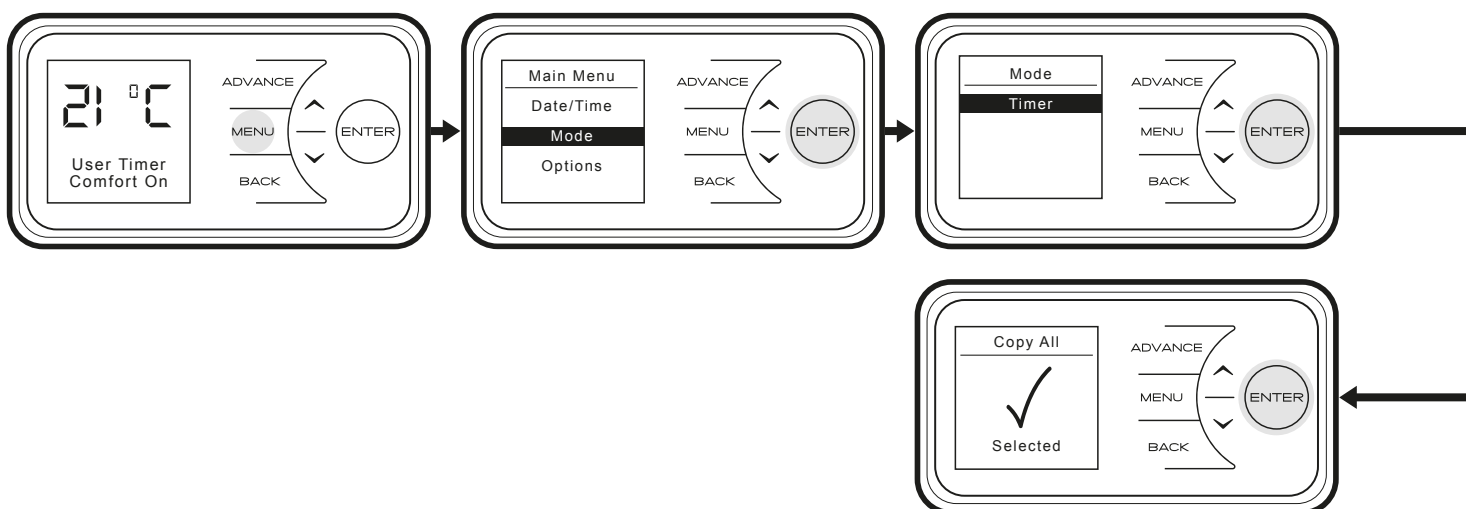 21 °C
User Timer
Comfort On
ADVANCE
MENU
BACK
ENTER
Main Menu
Date/Time
Mode
Options
ADVANCE
MENU
BACK
ENTER
Mode
Timer
ADVANCE
MENU
BACK
ENTER
Copy All
Selected
ADVANCE
MENU
BACK
ENTER